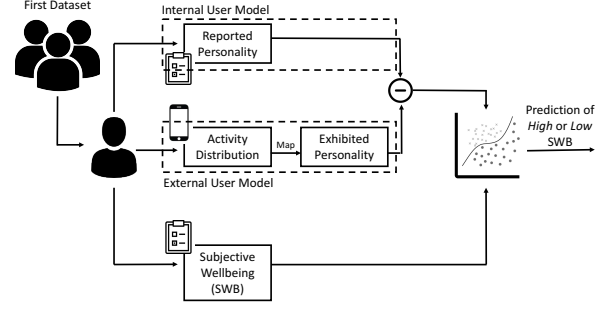 First Dataset
Internal User Model
Reported
Personality
Activity
Distribution
Map
Exhibited
Personality
External User Model
Subjective
Wellbeing
(SWB)
Prediction of
High or Low
SWB